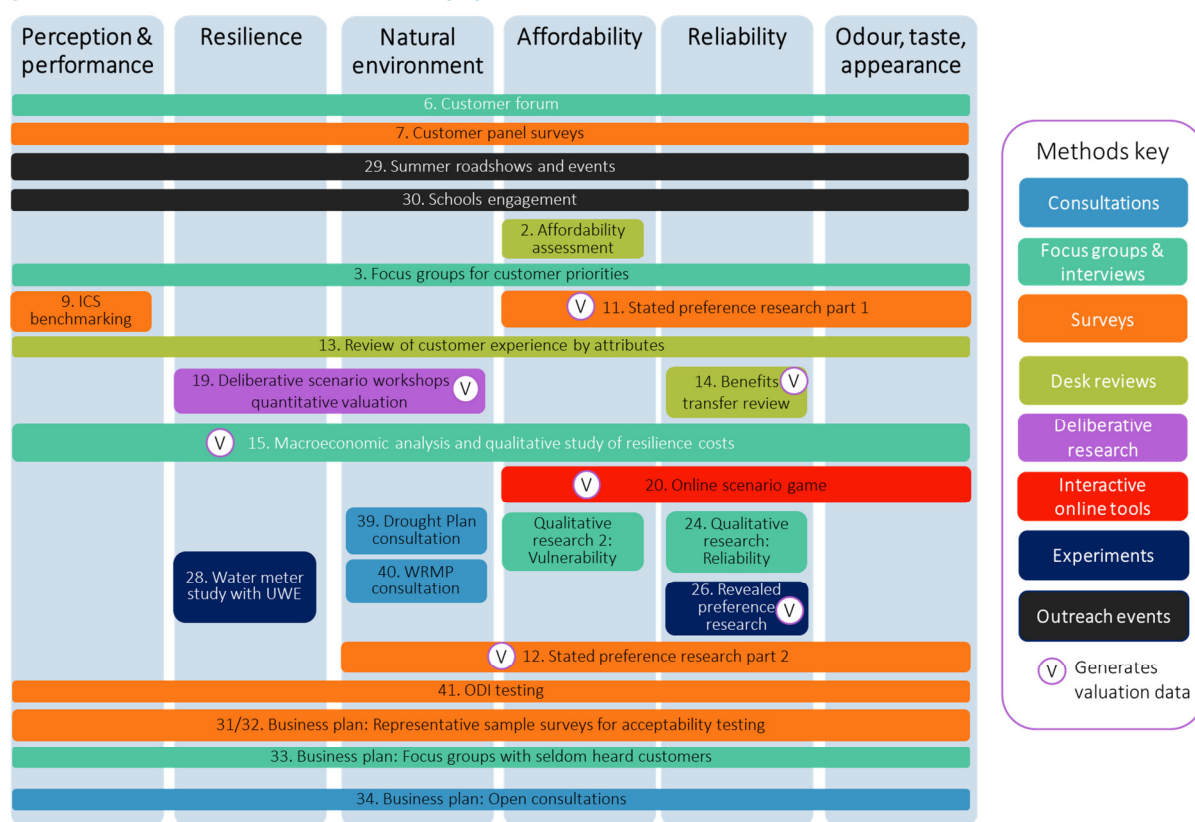 Perception &
performance
Resilience
Natural
environment
Affordability
Reliability
Odour, taste,
appearance
6. Customer forum
7. Customer panel surveys
29. Summer roadshows and events
30. Schools engagement
2. Affordability
assessment
3. Focus groups for customer priorities
9. ICS
benchmarking
V 11. Stated preference research part 1
13. Review of customer experience by attributes
19. Deliberative scenario workshops
quantitative valuation V
14. Benefits V
transfer review
V 15. Macroeconomic analysis and qualitative study of resilience costs
V 20. Online scenario game
39. Drought Plan
consultation
Qualitative
research 2:
Vulnerability
24. Qualitative
research:
Reliability
28. Water meter
study with UWE
40. WRMP
consultation
26. Revealed
preference
research V
V 12. Stated preference research part 2
41. ODI testing
31/32. Business plan: Representative sample surveys for acceptability testing
33. Business plan: Focus groups with seldom heard customers
34. Business plan: Open consultations
Methods key
Consultations
Focus groups &
interviews
Surveys
Desk reviews
Deliberative
research
Interactive
online tools
Experiments
Outreach events
V Generates
valuation data